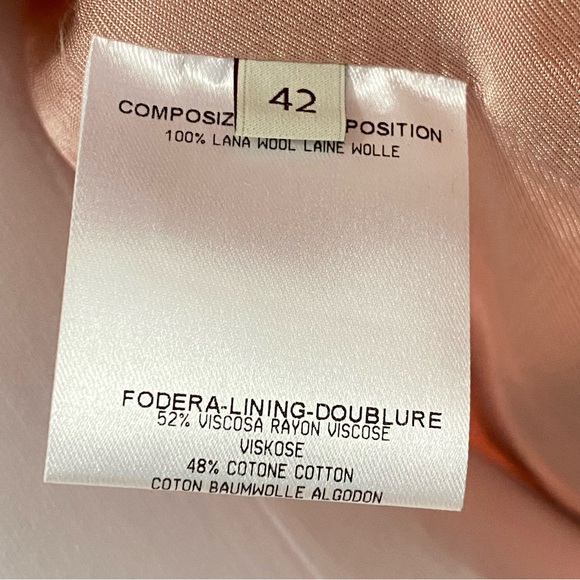 42
COMPOSIZ POSITION
100% LANA WOOL LAINE WOLLE
FODERA-LINING-DOUBLURE
52% VISCOSA RAYON VISCOSE
VISKOSE
48% COTONE COTTON
COTON BAUMWOLLE ALGODON